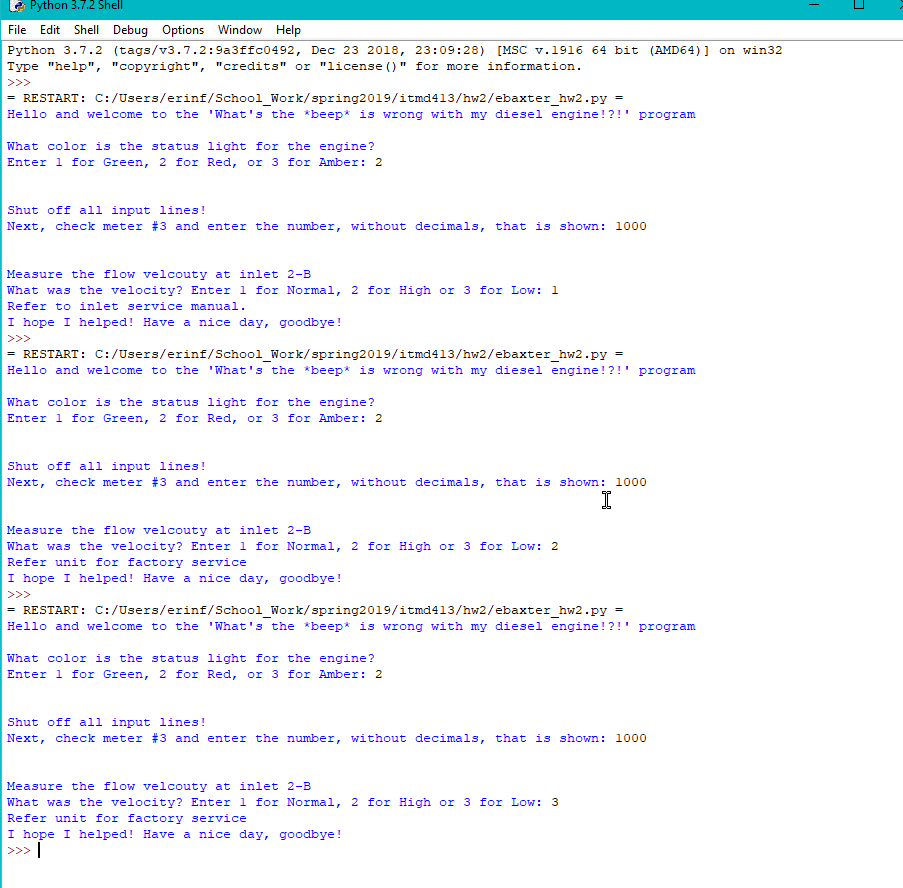 Python 3.7.2 Shell
File Edit Shell Debug Options Window Help
Python 3.7.2 (tags/v3.7.2:9a3ffc0492, Dec 23 2018, 23:09:28) [MSC v.1916 64 bit (AMD64)] on win32
Type "help", "copyright", "credits" or "license()" for more information.
>>>
= RESTART: C:/Users/erinf/School_Work/spring2019/itmd413/hw2/ebaxter_hw2.py =
Hello and welcome to the 'What's the *beep* is wrong with my diesel engine!?!' program
What color is the status light for the engine?
Enter 1 for Green, 2 for Red, or 3 for Amber: 2
Shut off all input lines!
Next, check meter #3 and enter the number, without decimals, that is shown: 1000
Measure the flow velcouty at inlet 2-B
What was the velocity? Enter 1 for Normal, 2 for High or 3 for Low: 1
Refer to inlet service manual.
I hope I helped! Have a nice day, goodbye!
>>>
= RESTART: C:/Users/erinf/School_Work/spring2019/itmd413/hw2/ebaxter_hw2.py =
Hello and welcome to the 'What's the *beep* is wrong with my diesel engine!?!' program
What color is the status light for the engine?
Enter 1 for Green, 2 for Red, or 3 for Amber: 2
Shut off all input lines!
Next, check meter #3 and enter the number, without decimals, that is shown: 1000
Measure the flow velcouty at inlet 2-B
What was the velocity? Enter 1 for Normal, 2 for High or 3 for Low: 2
Refer unit for factory service
I hope I helped! Have a nice day, goodbye!
>>>
= RESTART: C:/Users/erinf/School_Work/spring2019/itmd413/hw2/ebaxter_hw2.py =
Hello and welcome to the 'What's the *beep* is wrong with my diesel engine!?!' program
What color is the status light for the engine?
Enter 1 for Green, 2 for Red, or 3 for Amber: 2
Shut off all input lines!
Next, check meter #3 and enter the number, without decimals, that is shown: 1000
Measure the flow velcouty at inlet 2-B
What was the velocity? Enter 1 for Normal, 2 for High or 3 for Low: 3
Refer unit for factory service
I hope I helped! Have a nice day, goodbye!
>>>